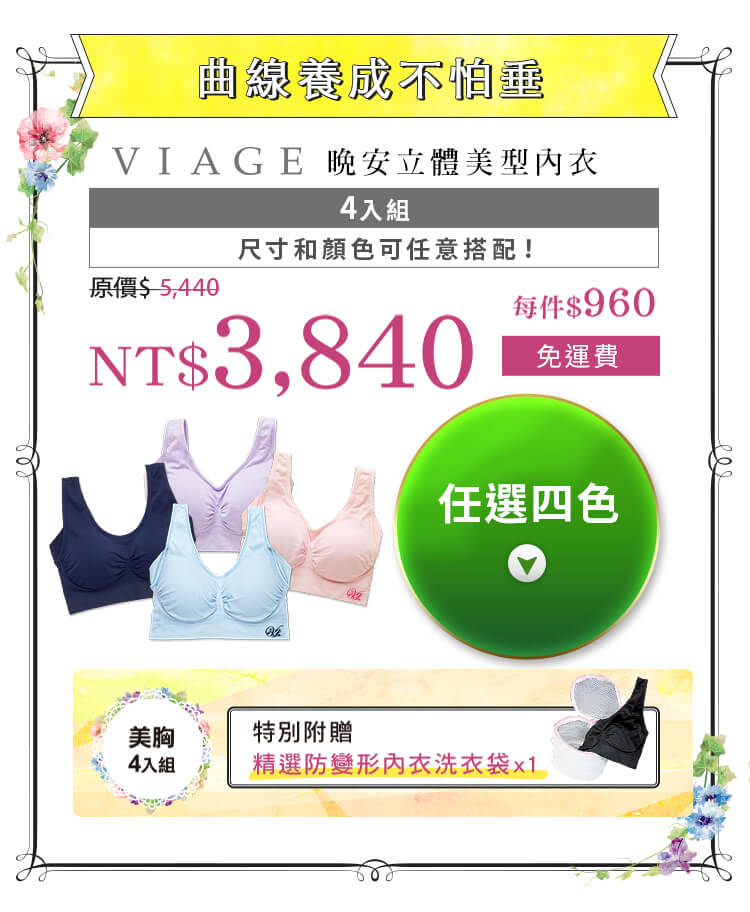 曲線養成不怕垂
VIAGE 晚安立體美型內衣
4入組
尺寸和顏色可任意搭配！
原價$ 5,440
每件$960
NT$3,840
免運費
任選四色
美胸
4入組
特別附贈
精選防變形內衣洗衣袋x1